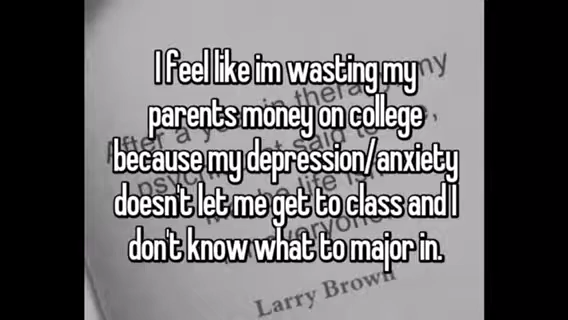 I feel like im wasting my
parents money on college
because my depression/anxiety
doesn't let me get to class and I
don't know what to major in.
Larry Brown